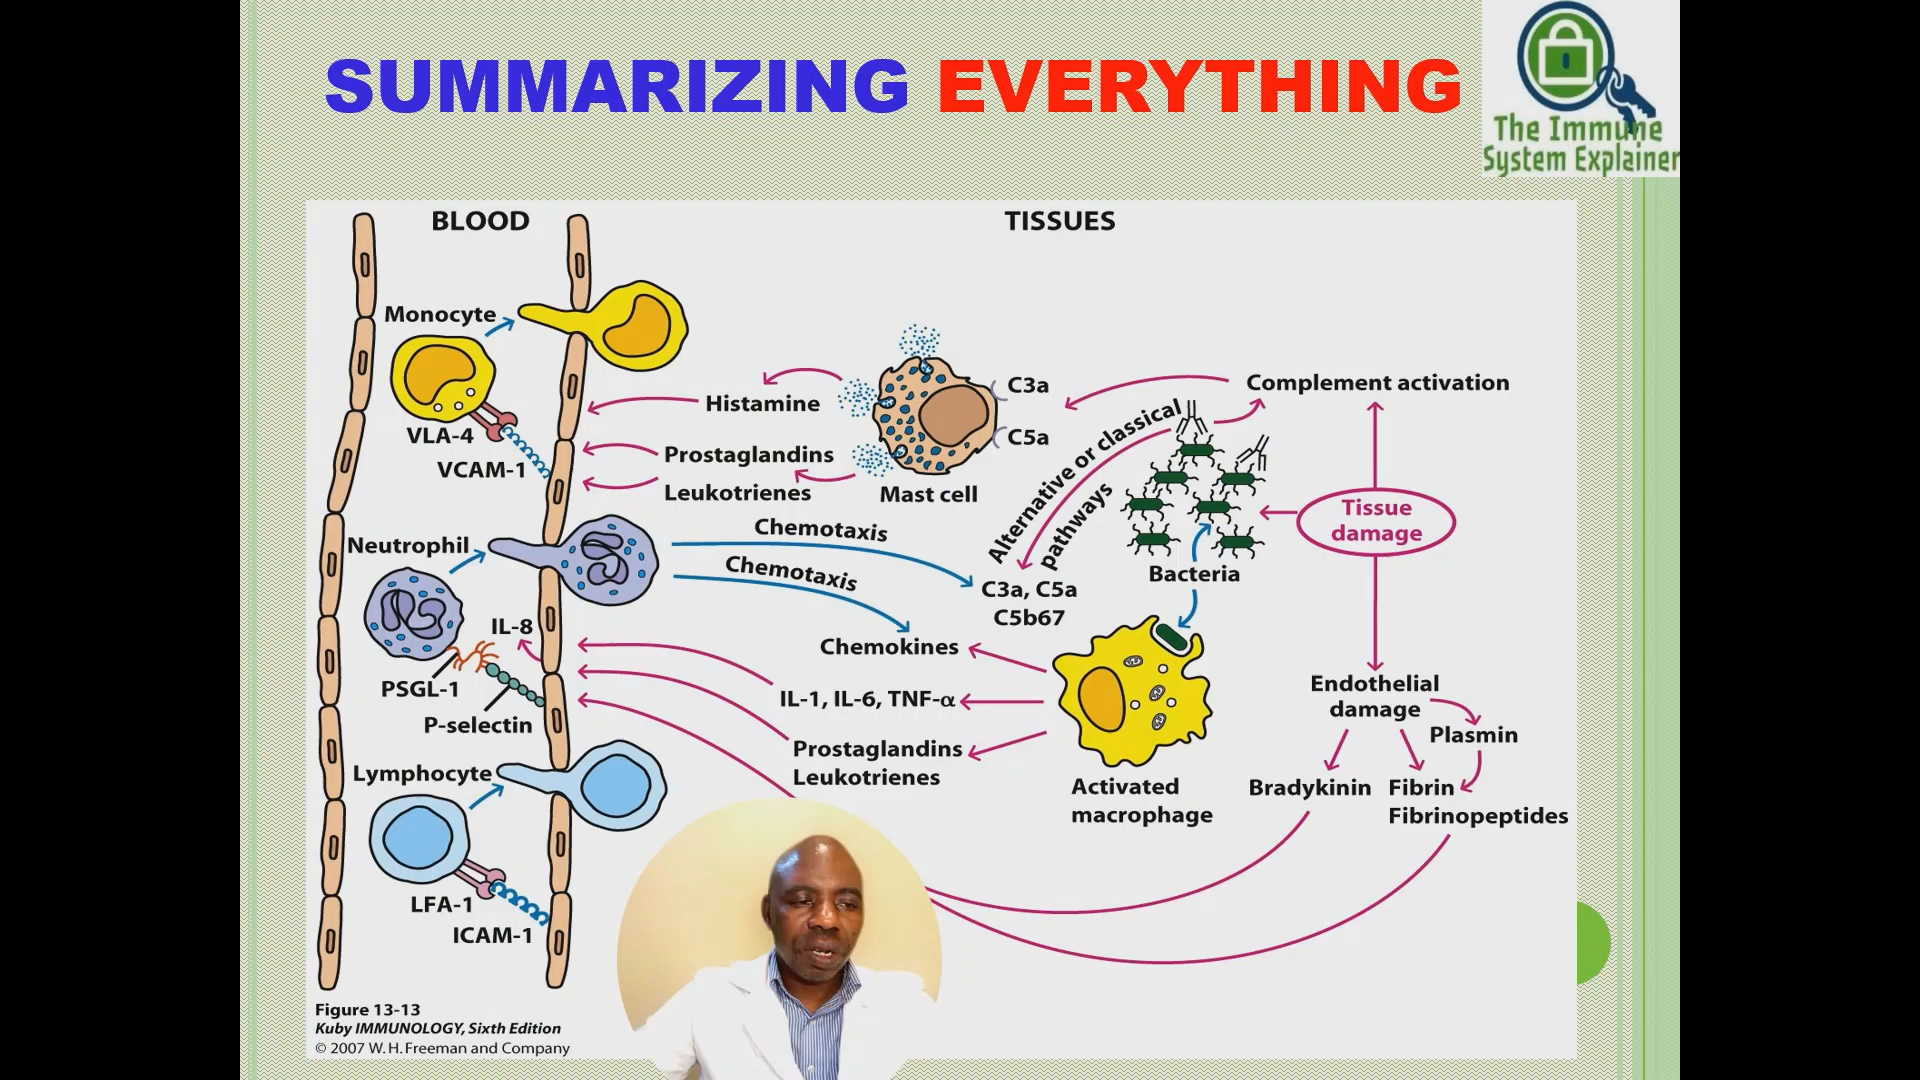 SUMMARIZING EVERYTHING
The Immune
System Explainer
BLOOD
TISSUES
Monocyte
VLA-4
VCAM-1
Histamine
Prostaglandins
Leukotrienes
Mast cell
C3a
C5a
Complement activation
Alternative or classical
pathways
Tissue
damage
Bacteria
Neutrophil
Chemotaxis
Chemotaxis
C3a, C5a
C5b67
IL-8
PSGL-1
P-selectin
Chemokines
IL-1, IL-6, TNF-α
Prostaglandins
Leukotrienes
Activated
macrophage
Endothelial
damage
Plasmin
Bradykinin
Fibrin
Fibrinopeptides
Lymphocyte
LFA-1
ICAM-1
Figure 13-13
Kuby IMMUNOLOGY, Sixth Edition
© 2007 W. H. Freeman and Company